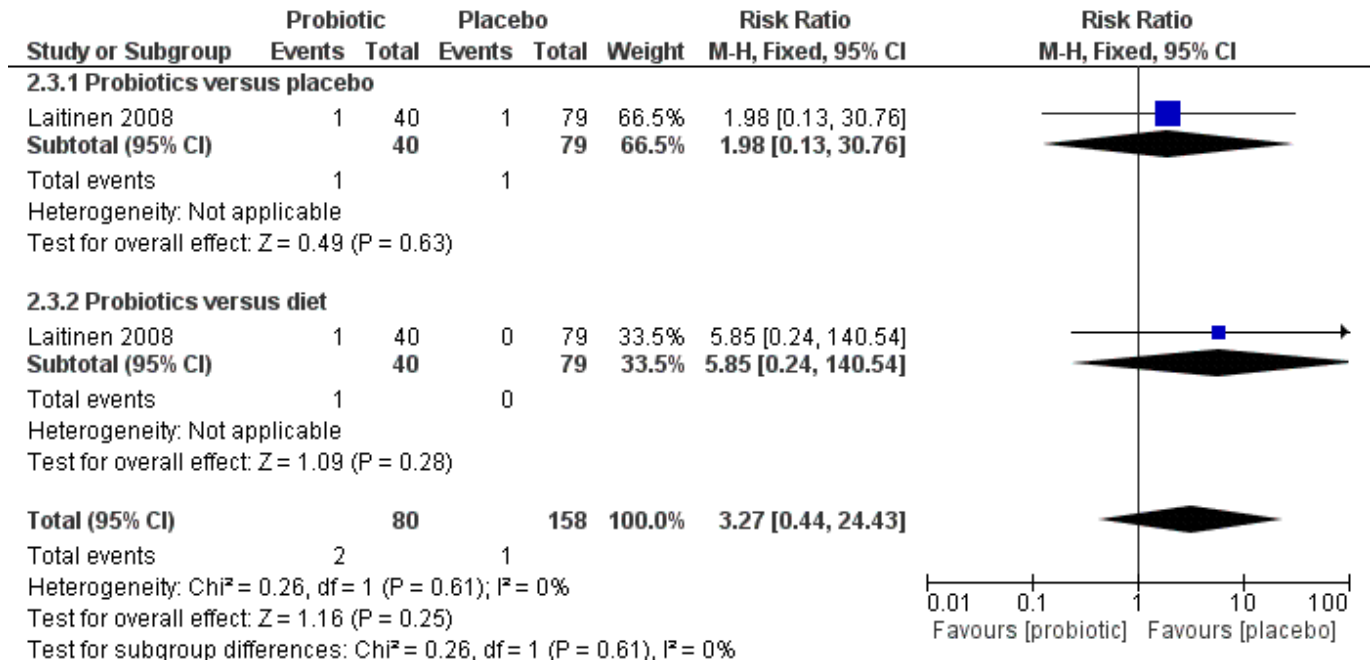 Probiotic Placebo Risk Ratio Risk Ratio
Study or Subgroup Events Total Events Total Weight M-H, Fixed, 95% CI M-H, Fixed, 95% CI
2.3.1 Probiotics versus placebo
Laitinen 2008 1 40 1 79 66.5% 1.98 [0.13, 30.76]
Subtotal (95% CI) 40 79 66.5% 1.98 [0.13, 30.76]
Total events 1 1
Heterogeneity: Not applicable
Test for overall effect: Z = 0.49 (P = 0.63)
2.3.2 Probiotics versus diet
Laitinen 2008 1 40 0 79 33.5% 5.85 [0.24, 140.54]
Subtotal (95% CI) 40 79 33.5% 5.85 [0.24, 140.54]
Total events 1 0
Heterogeneity: Not applicable
Test for overall effect: Z = 1.09 (P = 0.28)
Total (95% CI) 80 158 100.0% 3.27 [0.44, 24.43]
Total events 2 1
Heterogeneity: Chi² = 0.26, df = 1 (P = 0.61); I² = 0%
Test for overall effect: Z = 1.16 (P = 0.25)
Test for subgroup differences: Chi² = 0.26, df = 1 (P = 0.61), I² = 0%
0.01 0.1 1 10 100
Favours [probiotic] Favours [placebo]